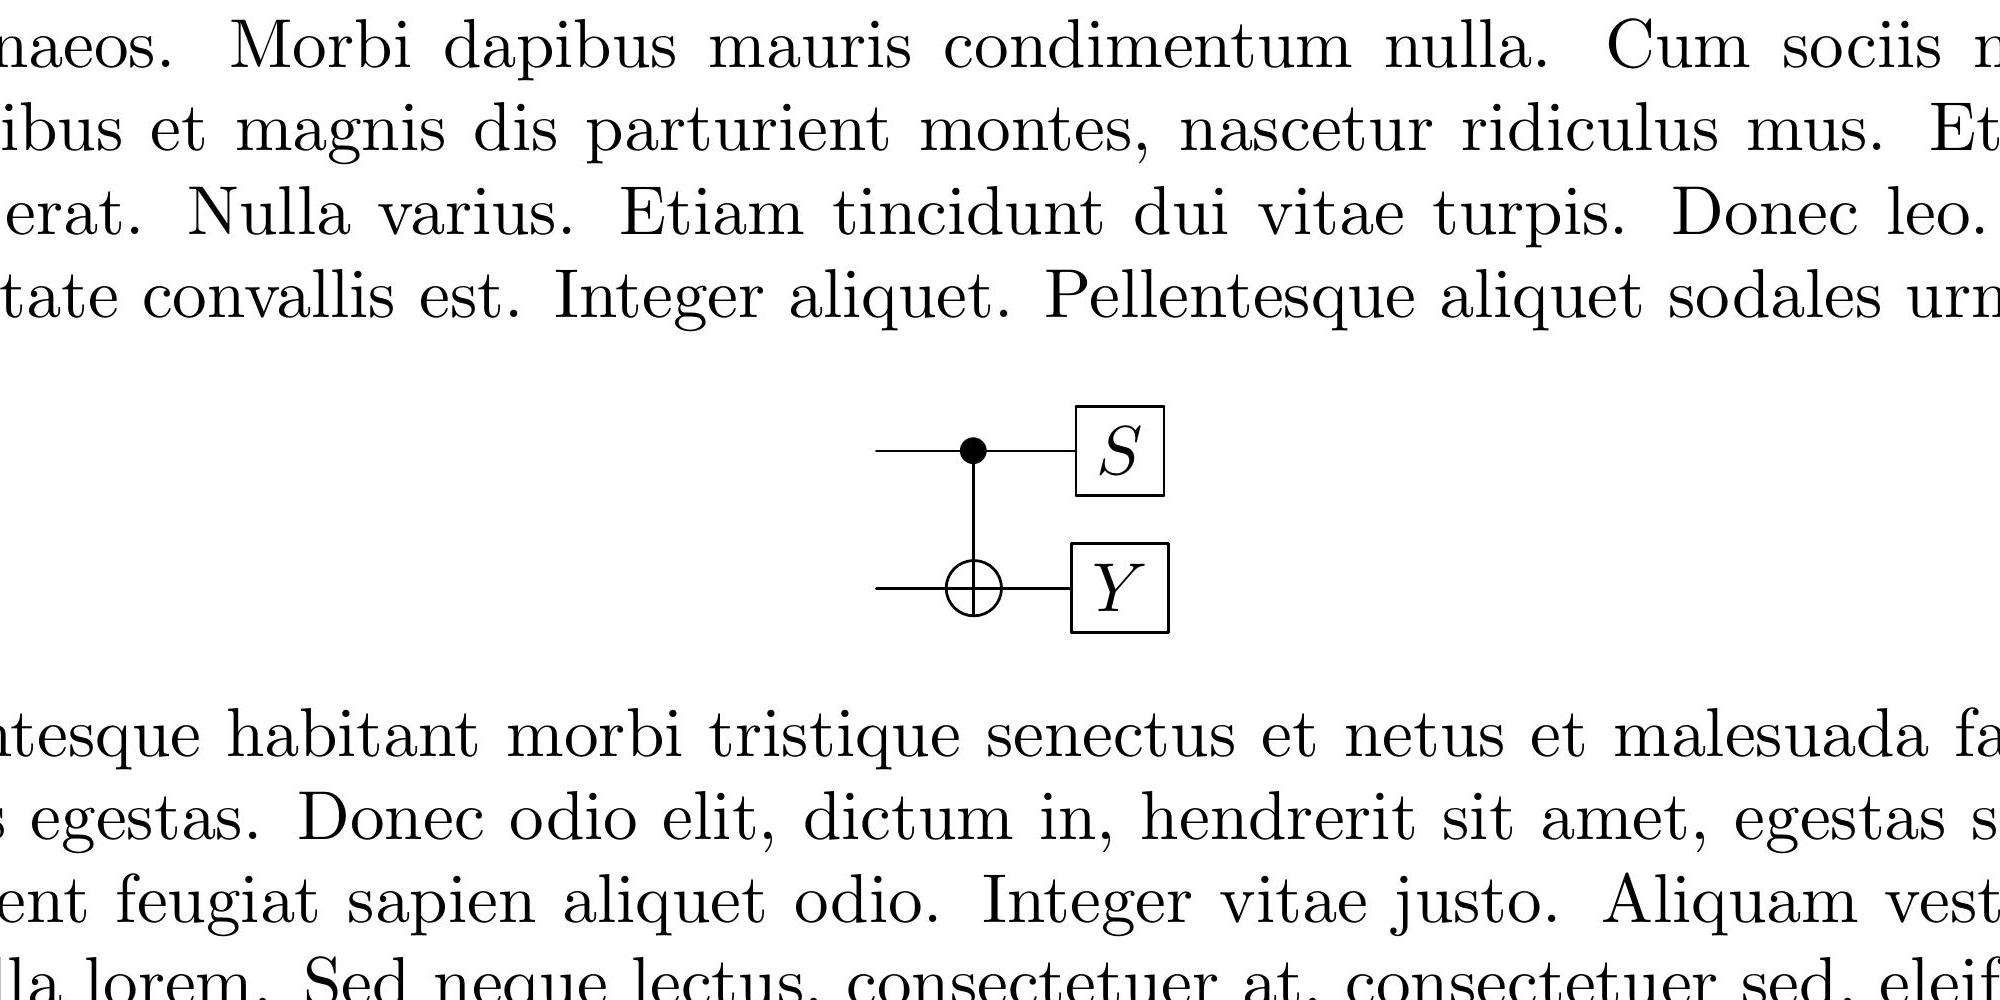 naeos. Morbi dapibus mauris condimentum nulla. Cum sociis
ibus et magnis dis parturient montes, nascetur ridiculus mus. Et
erat. Nulla varius. Etiam tincidunt dui vitae turpis. Donec leo.
tate convallis est. Integer aliquet. Pellentesque aliquet sodales urn
S
Y
ntesque habitant morbi tristique senectus et netus et malesuada fa
s egestas. Donec odio elit, dictum in, hendrerit sit amet, egestas s
ent feugiat sapien aliquet odio. Integer vitae justo. Aliquam vest
lla lorem. Sed neque lectus, consectetuer at, consectetuer sed, eleif